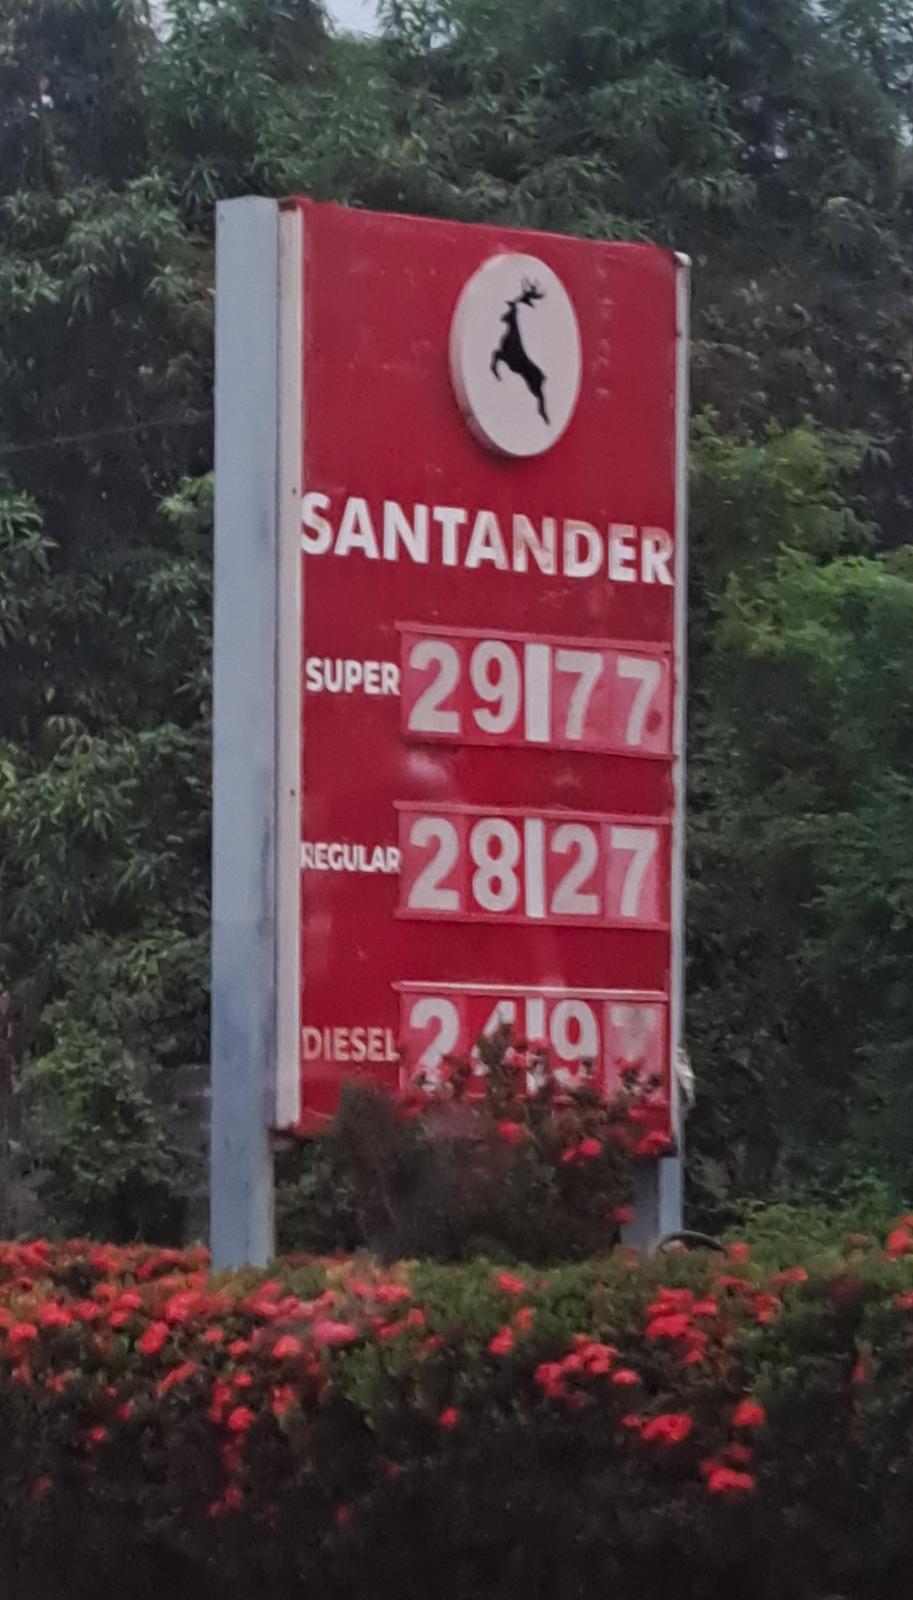 SANTANDER
SUPER 29|77
REGULAR 28|27
DIESEL